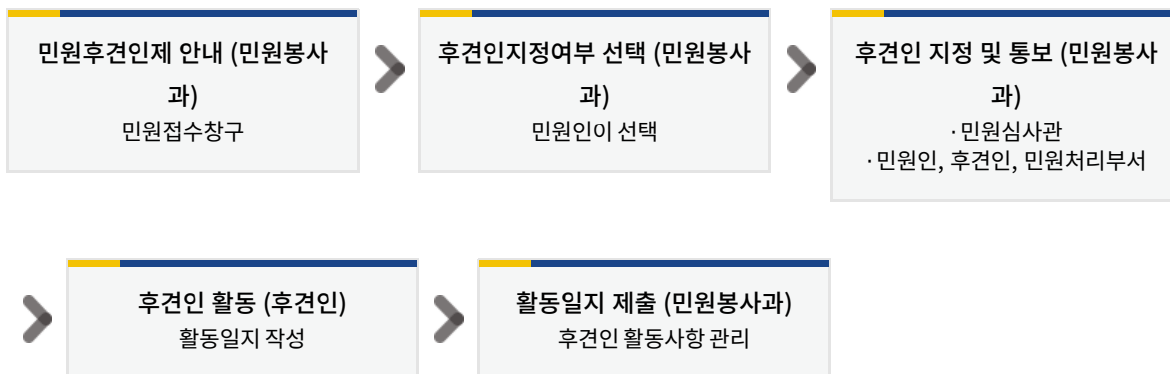 민원후견인제 안내 (민원봉사
과)
민원접수창구
후견인지정여부 선택 (민원봉사
과)
민원인이 선택
후견인 지정 및 통보 (민원봉사
과)
· 민원심사관
· 민원인, 후견인, 민원처리부서
후견인 활동 (후견인)
활동일지 작성
활동일지 제출 (민원봉사과)
후견인 활동사항 관리